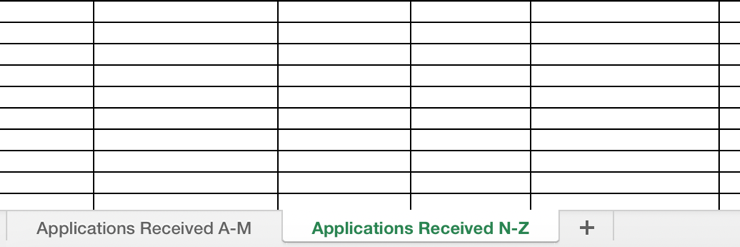 Applications Received A-M Applications Received N-Z +